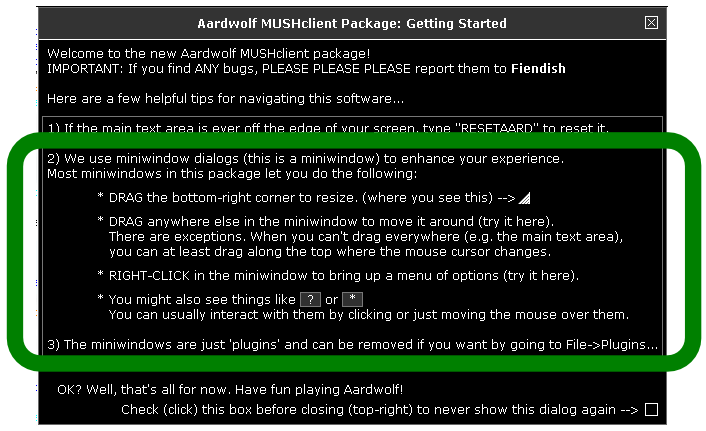 Aardwolf MUSHclient Package: Getting Started
Welcome to the new Aardwolf MUSHclient package!
IMPORTANT: If you find ANY bugs, PLEASE PLEASE PLEASE report them to Fiendish
Here are a few helpful tips for navigating this software...
1) If the main text area is ever off the edge of your screen, type "RESETAARD" to reset it.
2) We use miniwindow dialogs (this is a miniwindow) to enhance your experience.
Most miniwindows in this package let you do the following:
* DRAG the bottom-right corner to resize. (where you see this) -->
* DRAG anywhere else in the miniwindow to move it around (try it here).
There are exceptions. When you can't drag everywhere (e.g. the main text area),
you can at least drag along the top where the mouse cursor changes.
* RIGHT-CLICK in the miniwindow to bring up a menu of options (try it here).
* You might also see things like ? or *
You can usually interact with them by clicking or just moving the mouse over them.
3) The miniwindows are just 'plugins' and can be removed if you want by going to File->Plugins...
OK? Well, that's all for now. Have fun playing Aardwolf!
Check (click) this box before closing (top-right) to never show this dialog again -->